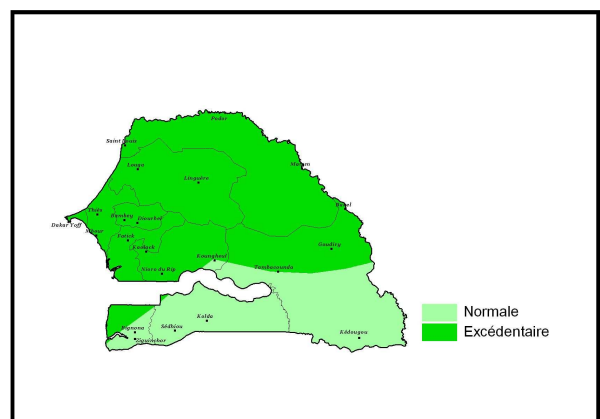 Podor
Saint Louis
Louga
Matam
Linguère
Bakel
Thiès
Bambey
Diourbel
Dakar Yoff
Mbour
Fatick
Kaolack
Goudiry
Koungheul
Nioro du Rip
Tambacounda
Kolda
Bignona
Sédhiou
Ziguinchor
Kédougou
Normale
Excédentaire